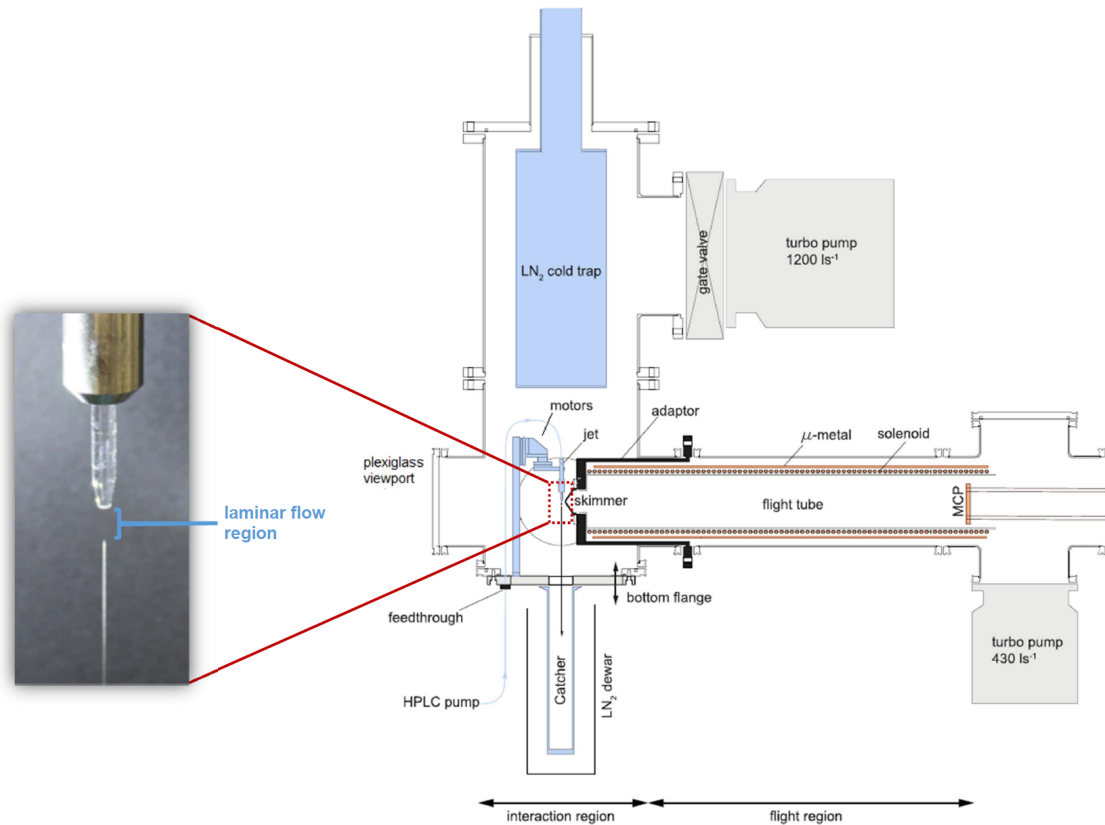 LN₂ cold trap
gate valve
turbo pump
1200 ls⁻¹
motors
jet
adaptor
μ-metal
solenoid
plexiglass
viewport
laminar flow
region
skimmer
flight tube
MCP
feedthrough
bottom flange
HPLC pump
Catcher
LN₂ dewar
turbo pump
430 ls⁻¹
interaction region
flight region